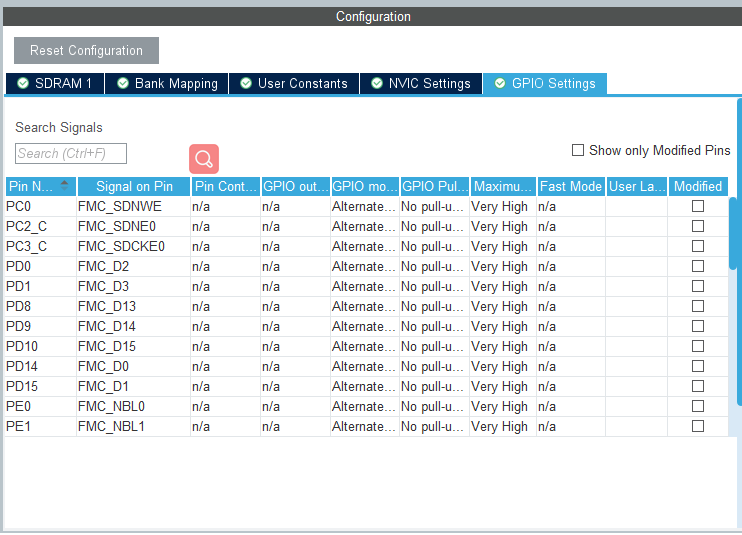 Configuration
Reset Configuration
SDRAM 1 Bank Mapping User Constants NVIC Settings GPIO Settings
Search Signals
Search (Ctrl+F) Show only Modified Pins
Pin N... Signal on Pin Pin Cont... GPIO out... GPIO mo... GPIO Pul... Maximu... Fast Mode User La... Modified
PC0 FMC_SDNWE n/a n/a Alternate... No pull-u... Very High n/a
PC2_C FMC_SDNE0 n/a n/a Alternate... No pull-u... Very High n/a
PC3_C FMC_SDCKE0 n/a n/a Alternate... No pull-u... Very High n/a
PD0 FMC_D2 n/a n/a Alternate... No pull-u... Very High n/a
PD1 FMC_D3 n/a n/a Alternate... No pull-u... Very High n/a
PD8 FMC_D13 n/a n/a Alternate... No pull-u... Very High n/a
PD9 FMC_D14 n/a n/a Alternate... No pull-u... Very High n/a
PD10 FMC_D15 n/a n/a Alternate... No pull-u... Very High n/a
PD14 FMC_D0 n/a n/a Alternate... No pull-u... Very High n/a
PD15 FMC_D1 n/a n/a Alternate... No pull-u... Very High n/a
PE0 FMC_NBL0 n/a n/a Alternate... No pull-u... Very High n/a
PE1 FMC_NBL1 n/a n/a Alternate... No pull-u... Very High n/a